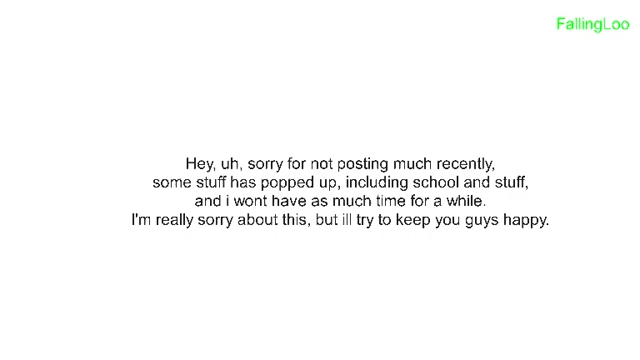 FallingLoo
Hey, uh, sorry for not posting much recently,
some stuff has popped up, including school and stuff,
and i wont have as much time for a while.
I'm really sorry about this, but ill try to keep you guys happy.